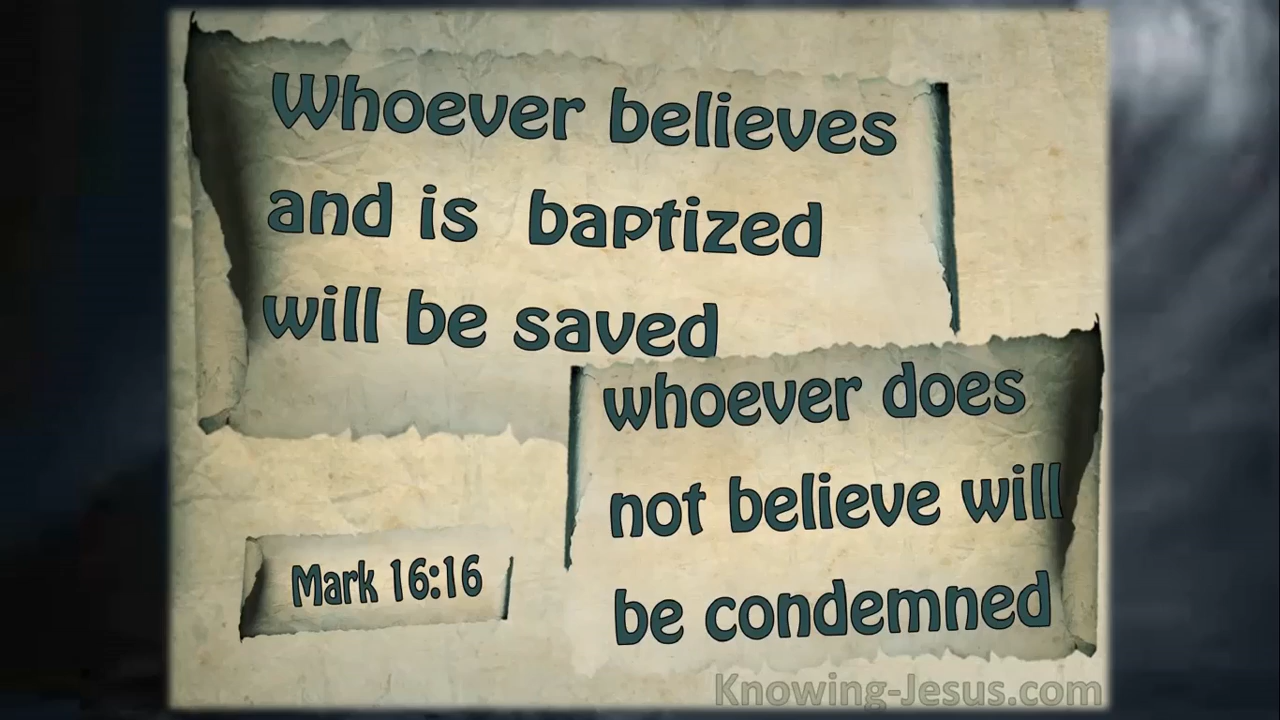 Whoever believes
and is baptized
will be saved
whoever does
not believe will
be condemned
Mark 16:16
Knowing-Jesus.com